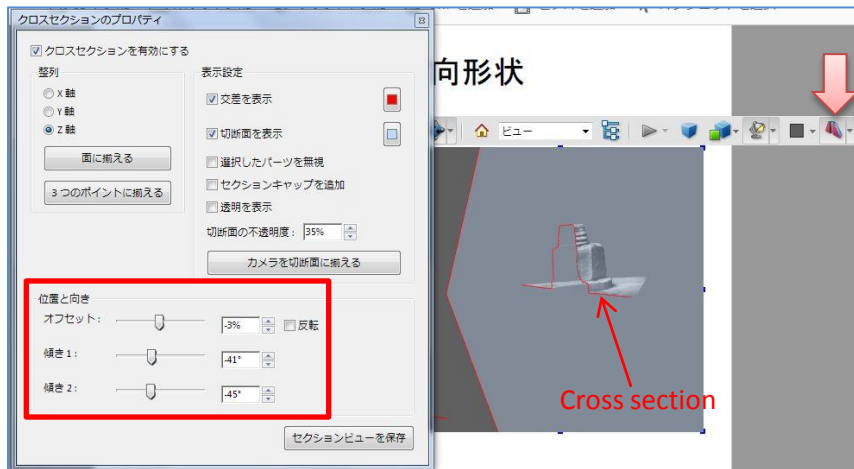 クロスセクションのプロパティ
クロスセクションを有効にする
整列
X 軸
Y 軸
Z 軸
面に揃える
3 つのポイントに揃える
表示設定
交差を表示
切断面を表示
選択したパーツを無視
セクションキャップを追加
透明を表示
切断面の不透明度： 35%
カメラを切断面に揃える
位置と向き
オフセット： -3% 反転
傾き 1： -41°
傾き 2： -45°
セクションビューを保存
向形状
ビュー
Cross section